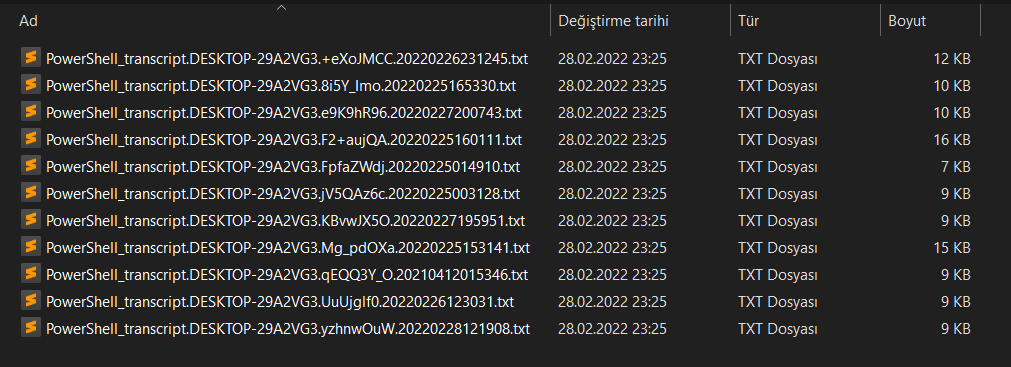 Ad Değiştirme tarihi Tür Boyut
PowerShell_transcript.DESKTOP-29A2VG3.+eXoJMCC.20220226231245.txt 28.02.2022 23:25 TXT Dosyası 12 KB
PowerShell_transcript.DESKTOP-29A2VG3.8i5Y_Imo.20220225165330.txt 28.02.2022 23:25 TXT Dosyası 10 KB
PowerShell_transcript.DESKTOP-29A2VG3.e9K9hR96.20220227200743.txt 28.02.2022 23:25 TXT Dosyası 10 KB
PowerShell_transcript.DESKTOP-29A2VG3.F2+aujQA.20220225160111.txt 28.02.2022 23:25 TXT Dosyası 16 KB
PowerShell_transcript.DESKTOP-29A2VG3.FpfaZWdj.20220225014910.txt 28.02.2022 23:25 TXT Dosyası 7 KB
PowerShell_transcript.DESKTOP-29A2VG3.jV5QAz6c.20220225003128.txt 28.02.2022 23:25 TXT Dosyası 9 KB
PowerShell_transcript.DESKTOP-29A2VG3.KBvwJX5O.20220227195951.txt 28.02.2022 23:25 TXT Dosyası 9 KB
PowerShell_transcript.DESKTOP-29A2VG3.Mg_pdOXa.20220225153141.txt 28.02.2022 23:25 TXT Dosyası 15 KB
PowerShell_transcript.DESKTOP-29A2VG3.qEQQ3Y_O.20210412015346.txt 28.02.2022 23:25 TXT Dosyası 9 KB
PowerShell_transcript.DESKTOP-29A2VG3.UuUjgIf0.20220226123031.txt 28.02.2022 23:25 TXT Dosyası 9 KB
PowerShell_transcript.DESKTOP-29A2VG3.yzhnwOuW.20220228121908.txt 28.02.2022 23:25 TXT Dosyası 9 KB